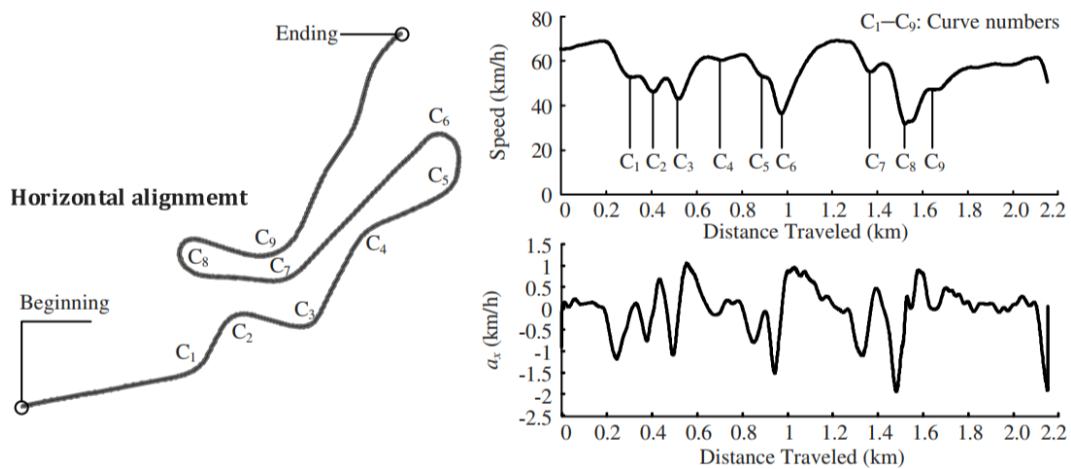 Ending
C₆
C₅
Horizontal alignmemt
C₉
C₄
C₈
C₇
Beginning
C₃
C₂
C₁
80
60
40
20
0
Speed (km/h)
C₁–C₉: Curve numbers
C₁ C₂ C₃ C₄ C₅ C₆ C₇ C₈ C₉
0 0.2 0.4 0.6 0.8 1 1.2 1.4 1.6 1.8 2.0 2.2
Distance Traveled (km)
1.5
1
0.5
0
-0.5
-1
-1.5
-2
-2.5
aₓ (km/h)
0 0.2 0.4 0.6 0.8 1 1.2 1.4 1.6 1.8 2.0 2.2
Distance Traveled (km)